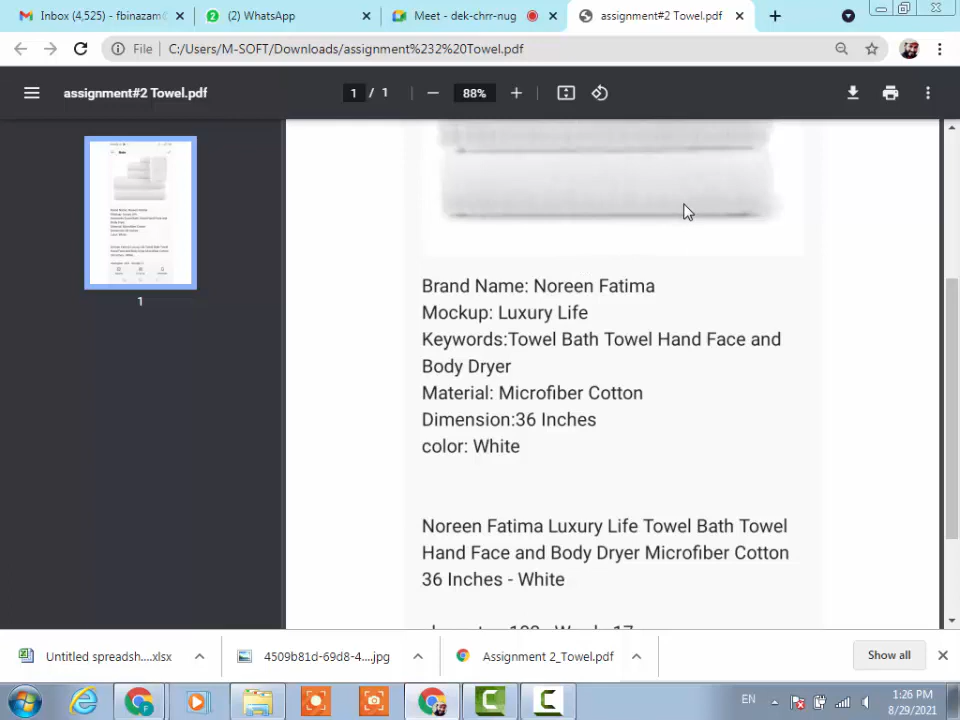 Inbox (4,525) - fbinazam@
(2) WhatsApp
Meet - dek-chrr-nug
assignment#2 Towel.pdf
File
C:/Users/M-SOFT/Downloads/assignment%232%20Towel.pdf
assignment#2 Towel.pdf
1 / 1
88%
Brand Name: Noreen Fatima
Mockup: Luxury Life
Keywords:Towel Bath Towel Hand Face and
Body Dryer
Material: Microfiber Cotton
Dimension:36 Inches
color: White
Noreen Fatima Luxury Life Towel Bath Towel
Hand Face and Body Dryer Microfiber Cotton
36 Inches - White
1
Untitled spreadsh....xlsx
4509b81d-69d8-4....jpg
Assignment 2_Towel.pdf
Show all
EN
1:26 PM
8/29/2021